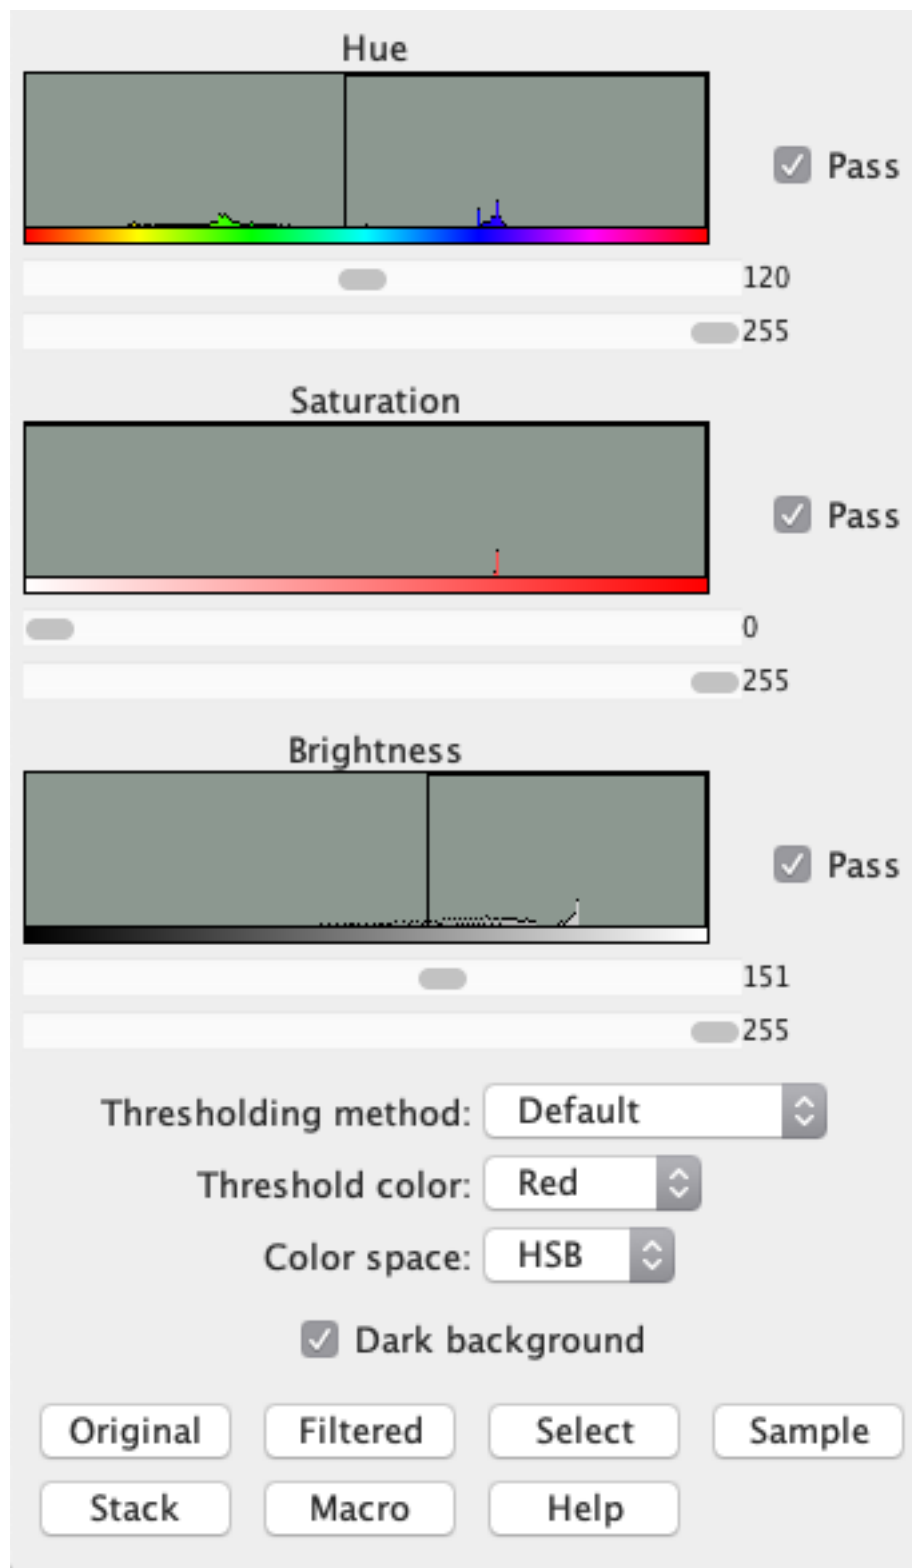 Hue
Pass
120
255
Saturation
Pass
0
255
Brightness
Pass
151
255
Thresholding method: Default
Threshold color: Red
Color space: HSB
Dark background
Original Filtered Select Sample
Stack Macro Help